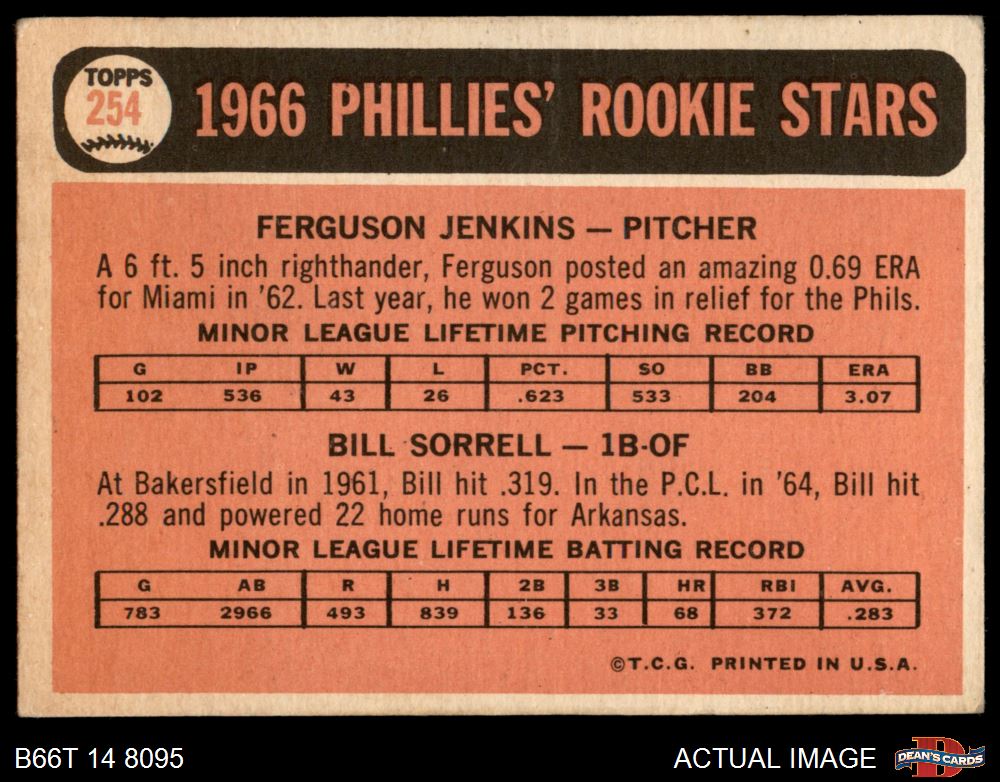 TOPPS
254
1966 PHILLIES' ROOKIE STARS
FERGUSON JENKINS — PITCHER
A 6 ft. 5 inch righthander, Ferguson posted an amazing 0.69 ERA
for Miami in '62. Last year, he won 2 games in relief for the Phils.
MINOR LEAGUE LIFETIME PITCHING RECORD
G IP W L PCT. SO BB ERA
102 536 43 26 .623 533 204 3.07
BILL SORRELL — 1B-OF
At Bakersfield in 1961, Bill hit .319. In the P.C.L. in '64, Bill hit
.288 and powered 22 home runs for Arkansas.
MINOR LEAGUE LIFETIME BATTING RECORD
G AB R H 2B 3B HR RBI AVG.
783 2966 493 839 136 33 68 372 .283
©T.C.G. PRINTED IN U.S.A.
B66T 14 8095
ACTUAL IMAGE
D
DEAN'S CARDS